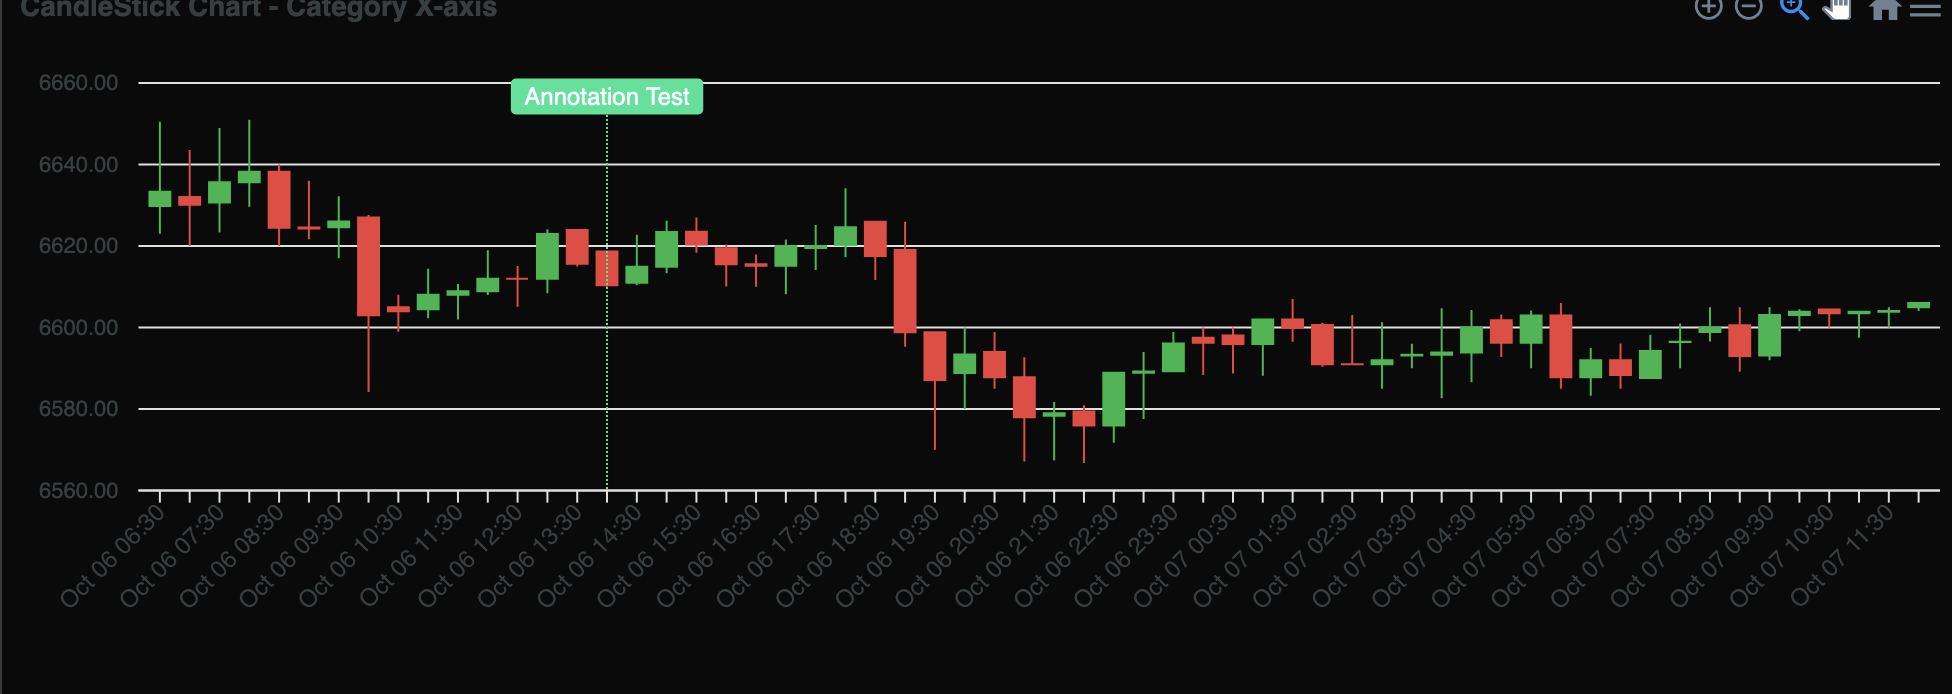 CandleStick Chart - Category X-axis
6660.00
Annotation Test
6640.00
6620.00
6600.00
6580.00
6560.00
Oct 06 06:30
Oct 06 07:30
Oct 06 08:30
Oct 06 09:30
Oct 06 10:30
Oct 06 11:30
Oct 06 12:30
Oct 06 13:30
Oct 06 14:30
Oct 06 15:30
Oct 06 16:30
Oct 06 17:30
Oct 06 18:30
Oct 06 19:30
Oct 06 20:30
Oct 06 21:30
Oct 06 22:30
Oct 06 23:30
Oct 07 00:30
Oct 07 01:30
Oct 07 02:30
Oct 07 03:30
Oct 07 04:30
Oct 07 05:30
Oct 07 06:30
Oct 07 07:30
Oct 07 08:30
Oct 07 09:30
Oct 07 10:30
Oct 07 11:30